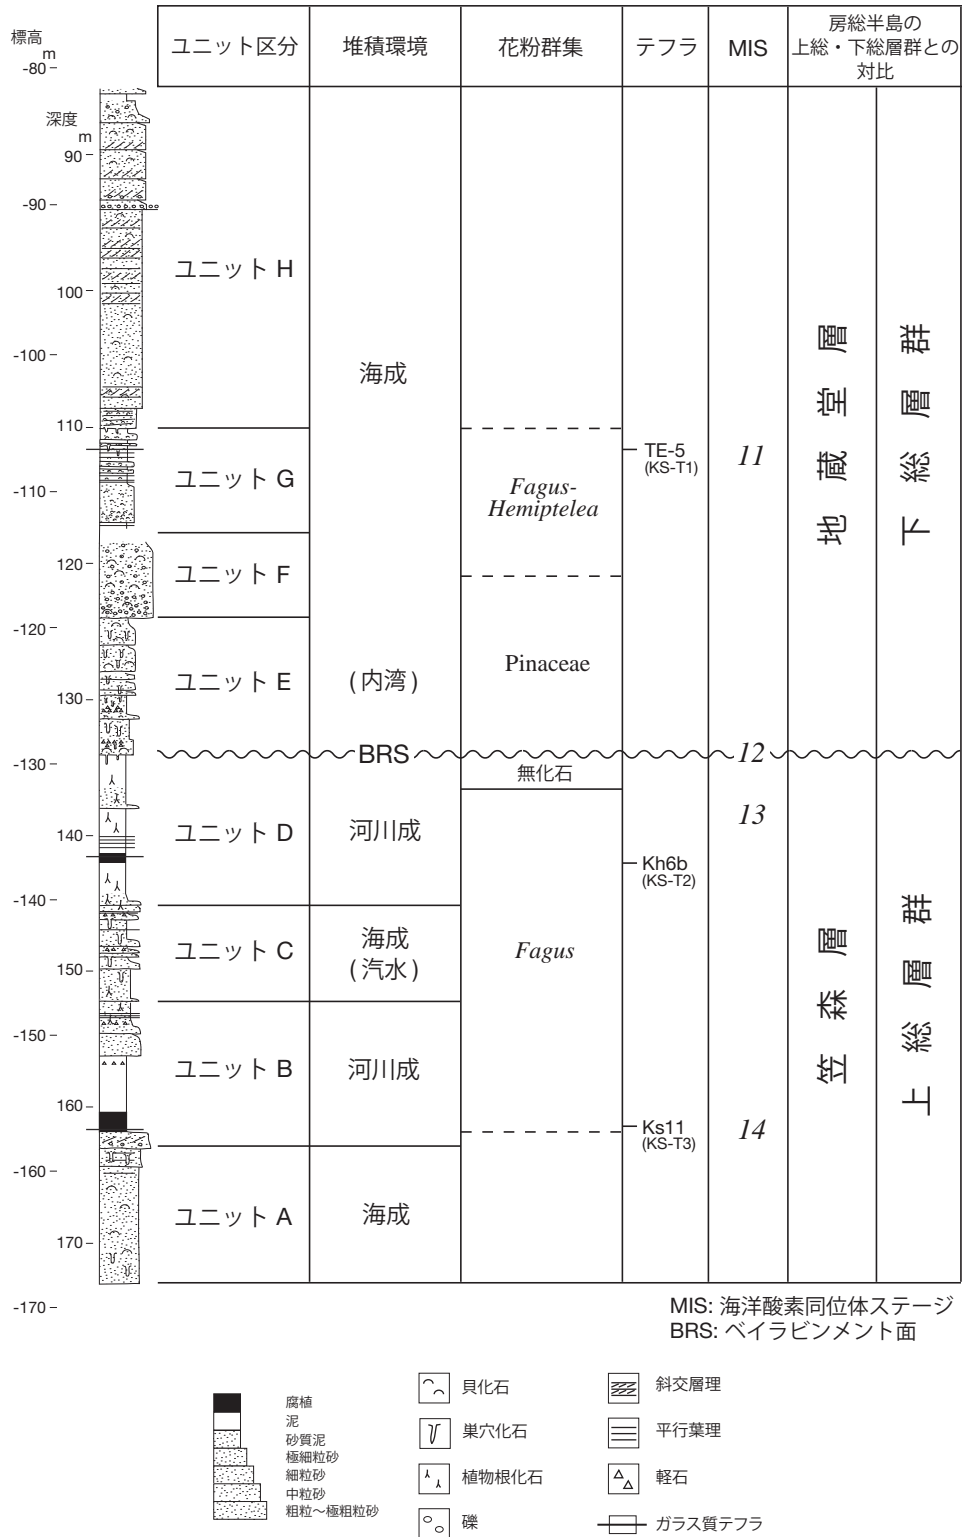 標高
m
ユニット区分
堆積環境
花粉群集
テフラ
MIS
房総半島の
上総・下総層群との
対比
-80
深度
m
90
-90
100
-100
110
-110
120
-120
130
-130
140
-140
150
-150
160
-160
170
-170
ユニット H
ユニット G
ユニット F
ユニット E
ユニット D
ユニット C
ユニット B
ユニット A
海成
(内湾)
BRS
河川成
海成
(汽水)
河川成
海成
Fagus-
Hemiptelea
Pinaceae
無化石
Fagus
TE-5
(KS-T1)
Kh6b
(KS-T2)
Ks11
(KS-T3)
11
12
13
14
地蔵堂層
下総層群
笠森層
上総層群
MIS: 海洋酸素同位体ステージ
BRS: ベイラビンメント面
腐植
泥
砂質泥
極細粒砂
細粒砂
中粒砂
粗粒～極粗粒砂
貝化石
巣穴化石
植物根化石
礫
斜交層理
平行葉理
軽石
ガラス質テフラ